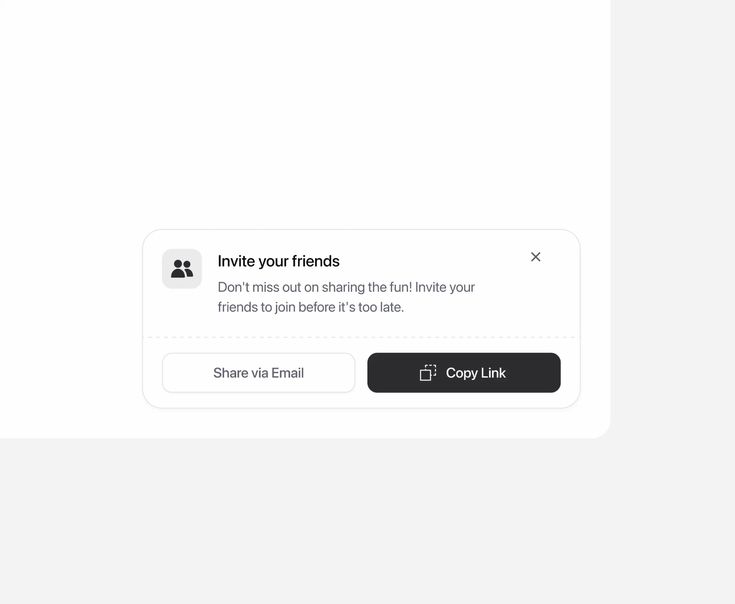 Invite your friends
Don't miss out on sharing the fun! Invite your
friends to join before it's too late.
Share via Email
Copy Link